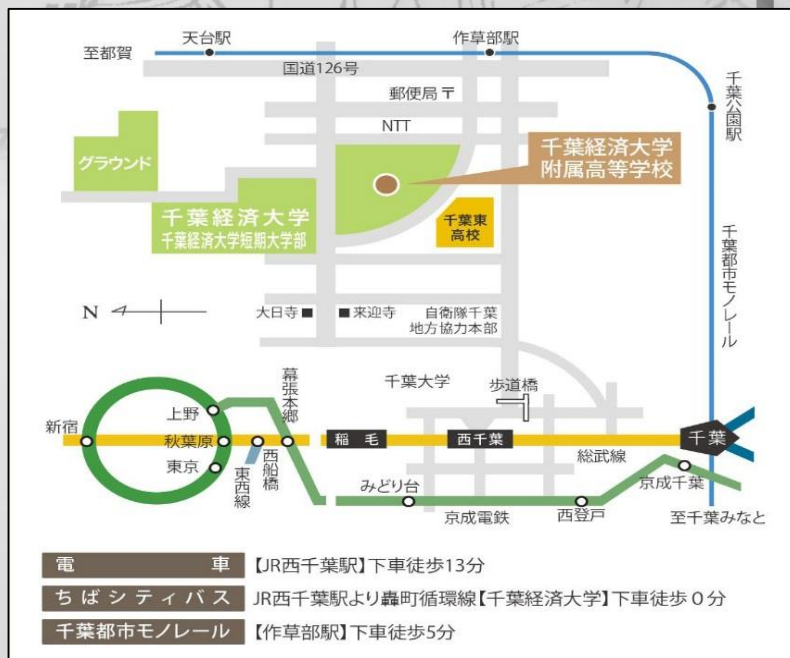 天台駅
作草部駅
至都賀
国道126号
千葉公園駅
郵便局〒
NTT
グラウンド
千葉経済大学
附属高等学校
千葉経済大学
千葉経済大学短期大学部
千葉東
高校
千葉都市モノレール
N
大日寺■
■来迎寺
自衛隊千葉
地方協力本部
幕張本郷
千葉大学
歩道橋
上野
新宿
秋葉原
東京
東西線
西船橋
稲毛
西千葉
総武線
千葉
みどり台
京成電鉄
西登戸
京成千葉
至千葉みなと
電車 【JR西千葉駅】下車徒歩13分
ちばシティバス JR西千葉駅より轟町循環線【千葉経済大学】下車徒歩0分
千葉都市モノレール 【作草部駅】下車徒歩5分